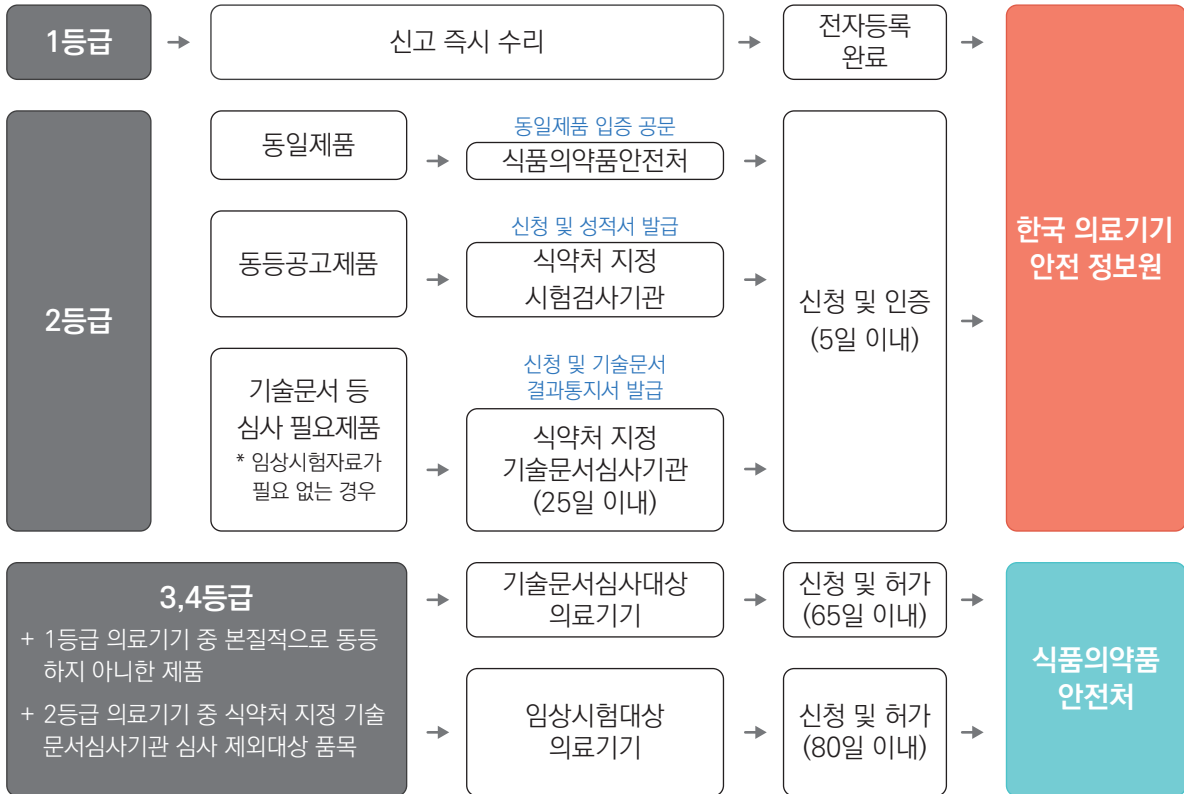 1등급
신고 즉시 수리
전자등록
완료
2등급
동일제품
동일제품 입증 공문
식품의약품안전처
동등공고제품
신청 및 성적서 발급
식약처 지정
시험검사기관
기술문서 등
심사 필요제품
* 임상시험자료가
필요 없는 경우
신청 및 기술문서
결과통지서 발급
식약처 지정
기술문서심사기관
(25일 이내)
신청 및 인증
(5일 이내)
한국 의료기기
안전 정보원
3,4등급
+ 1등급 의료기기 중 본질적으로 동등
하지 아니한 제품
+ 2등급 의료기기 중 식약처 지정 기술
문서심사기관 심사 제외대상 품목
기술문서심사대상
의료기기
신청 및 허가
(65일 이내)
임상시험대상
의료기기
신청 및 허가
(80일 이내)
식품의약품
안전처